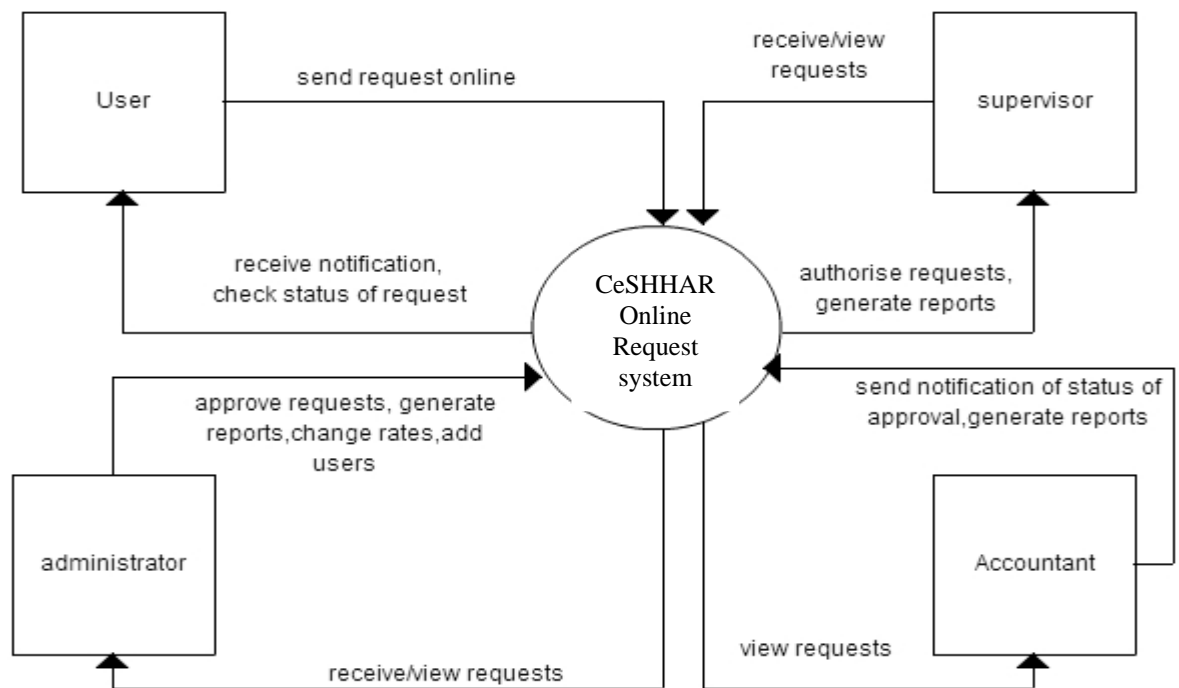 User
send request online
receive/view
requests
supervisor
receive notification,
check status of request
CeSHHAR
Online
Request
system
authorise requests,
generate reports
approve requests, generate
reports,change rates,add
users
send notification of status of
approval,generate reports
administrator
Accountant
receive/view requests
view requests